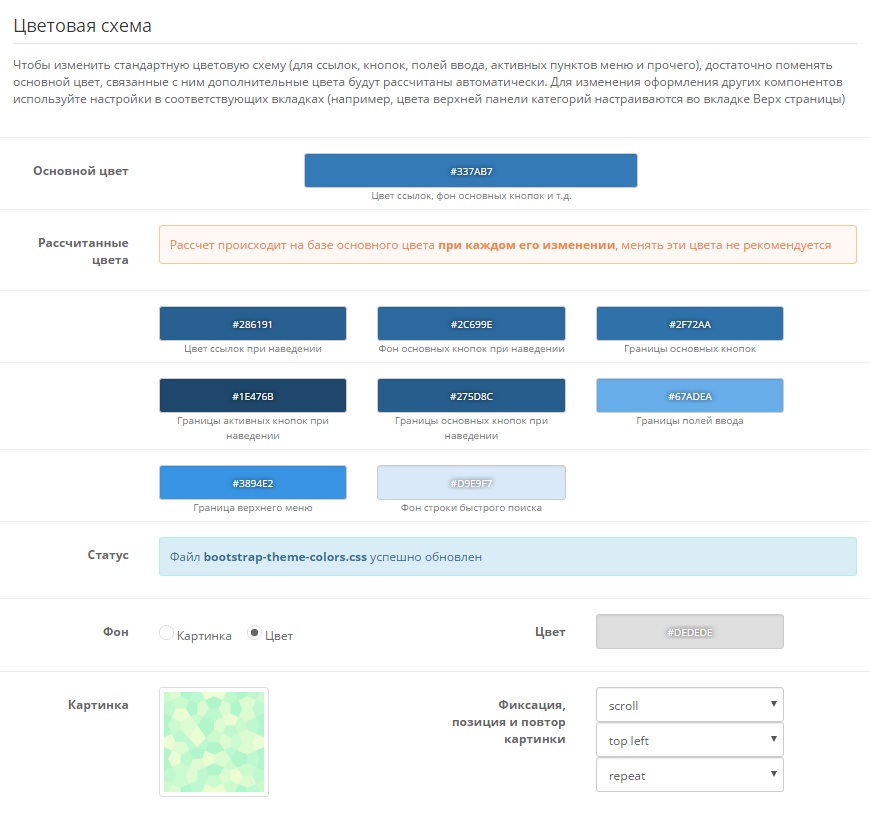 Цветовая схема
Чтобы изменить стандартную цветовую схему (для ссылок, кнопок, полей ввода, активных пунктов меню и прочего), достаточно поменять
основной цвет, связанные с ним дополнительные цвета будут рассчитаны автоматически. Для изменения оформления других компонентов
используйте настройки в соответствующих вкладках (например, цвета верхней панели категорий настраиваются во вкладке Верх страницы)
Основной цвет
#337AB7
Цвет ссылок, фон основных кнопок и т.д.
Рассчитанные
цвета
Рассчет происходит на базе основного цвета при каждом его изменении, менять эти цвета не рекомендуется
#286191
#2C699E
#2F72AA
Цвет ссылок при наведении
Фон основных кнопок при наведении
Границы основных кнопок
#1E476B
#275D8C
#67ADEA
Границы активных кнопок при
наведении
Границы основных кнопок при
наведении
Границы полей ввода
#3894E2
#D9E9F7
Граница верхнего меню
Фон строки быстрого поиска
Статус
Файл bootstrap-theme-colors.css успешно обновлен
Фон
Картинка
Цвет
Цвет
#DEDEDE
Картинка
Фиксация,
позиция и повтор
картинки
scroll
top left
repeat